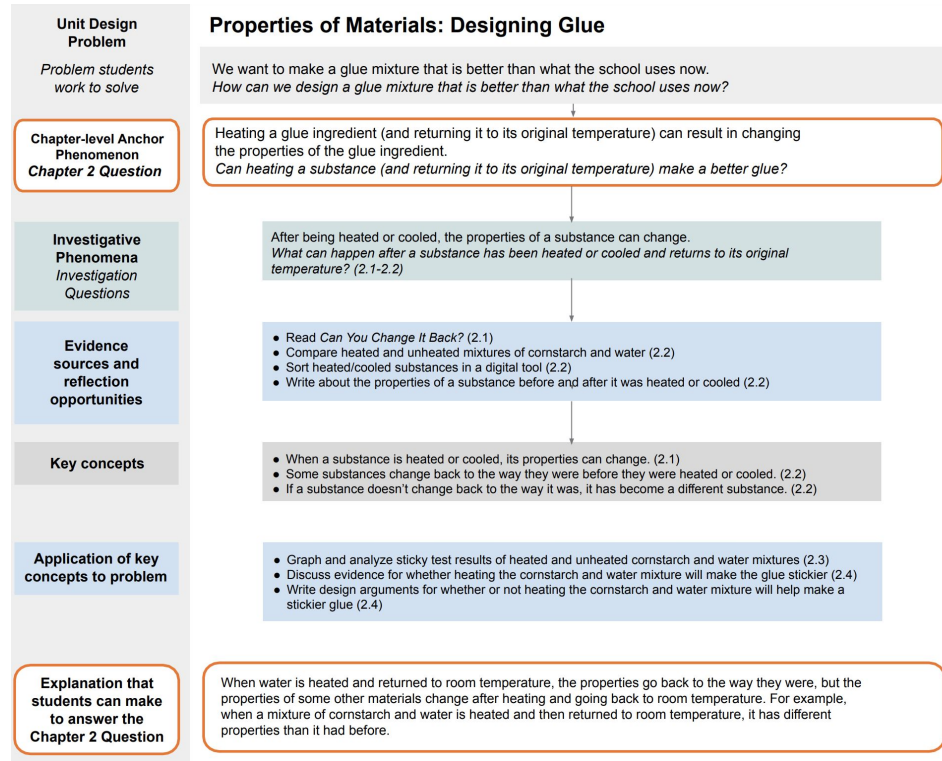 Unit Design
Problem
Problem students
work to solve
Properties of Materials: Designing Glue
We want to make a glue mixture that is better than what the school uses now.
How can we design a glue mixture that is better than what the school uses now?
Chapter-level Anchor
Phenomenon
Chapter 2 Question
Heating a glue ingredient (and returning it to its original temperature) can result in changing
the properties of the glue ingredient.
Can heating a substance (and returning it to its original temperature) make a better glue?
Investigative
Phenomena
Investigation
Questions
After being heated or cooled, the properties of a substance can change.
What can happen after a substance has been heated or cooled and returns to its original
temperature? (2.1-2.2)
Evidence
sources and
reflection
opportunities
● Read Can You Change It Back? (2.1)
● Compare heated and unheated mixtures of cornstarch and water (2.2)
● Sort heated/cooled substances in a digital tool (2.2)
● Write about the properties of a substance before and after it was heated or cooled (2.2)
Key concepts
● When a substance is heated or cooled, its properties can change. (2.1)
● Some substances change back to the way they were before they were heated or cooled. (2.2)
● If a substance doesn't change back to the way it was, it has become a different substance. (2.2)
Application of key
concepts to problem
● Graph and analyze sticky test results of heated and unheated cornstarch and water mixtures (2.3)
● Discuss evidence for whether heating the cornstarch and water mixture will make the glue stickier (2.4)
● Write design arguments for whether or not heating the cornstarch and water mixture will help make a
stickier glue (2.4)
Explanation that
students can make
to answer the
Chapter 2 Question
When water is heated and returned to room temperature, the properties go back to the way they were, but the
properties of some other materials change after heating and going back to room temperature. For example,
when a mixture of cornstarch and water is heated and then returned to room temperature, it has different
properties than it had before.